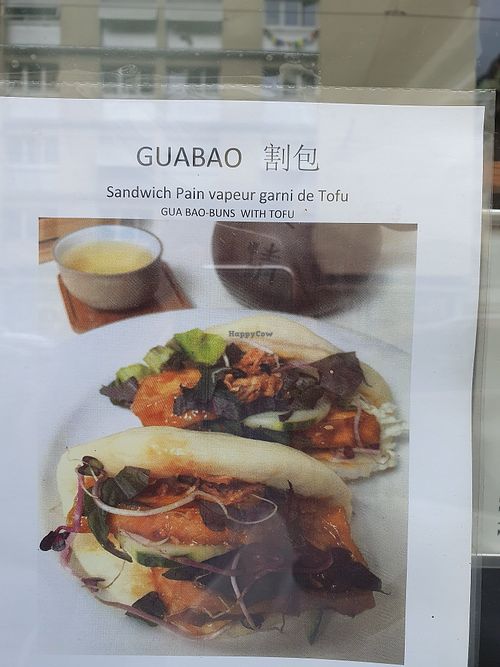 GUABAO 割包
Sandwich Pain vapeur garni de Tofu
GUA BAO-BUNS WITH TOFU
HappyCow